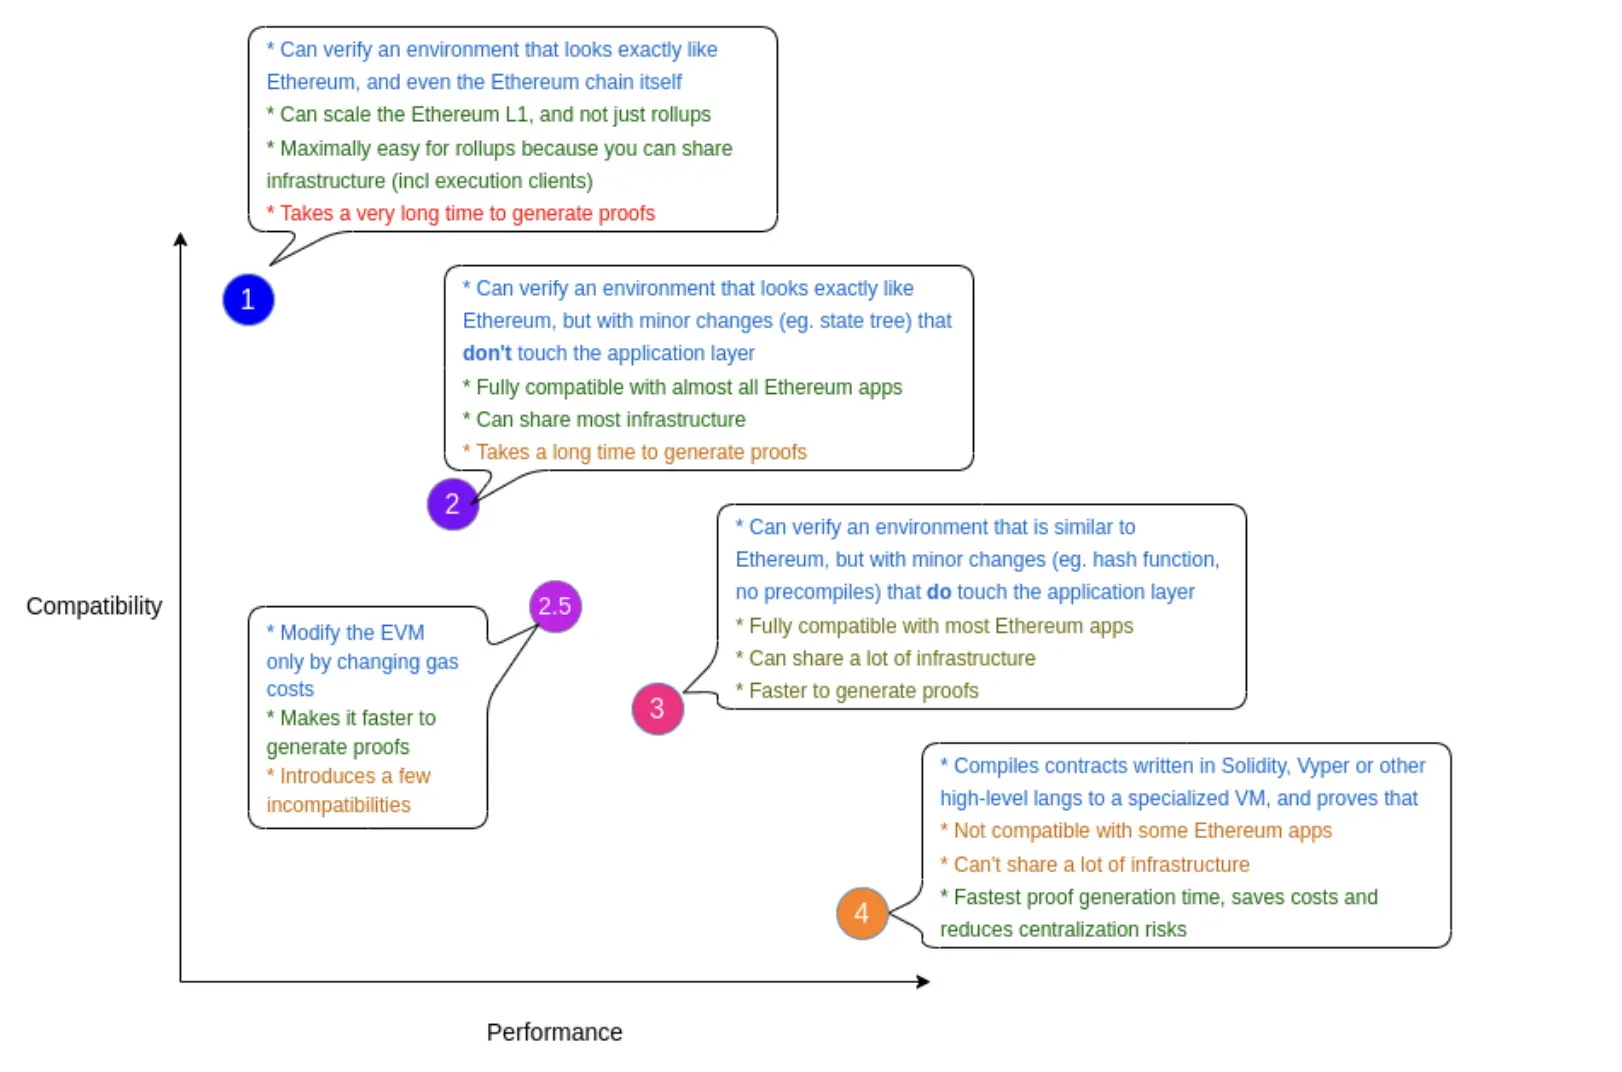 * Can verify an environment that looks exactly like
Ethereum, and even the Ethereum chain itself
* Can scale the Ethereum L1, and not just rollups
* Maximally easy for rollups because you can share
infrastructure (incl execution clients)
* Takes a very long time to generate proofs
1
* Can verify an environment that looks exactly like
Ethereum, but with minor changes (eg. state tree) that
don't touch the application layer
* Fully compatible with almost all Ethereum apps
* Can share most infrastructure
* Takes a long time to generate proofs
2
* Can verify an environment that is similar to
Ethereum, but with minor changes (eg. hash function,
no precompiles) that do touch the application layer
* Fully compatible with most Ethereum apps
* Can share a lot of infrastructure
* Faster to generate proofs
2.5
Compatibility
* Modify the EVM
only by changing gas
costs
* Makes it faster to
generate proofs
* Introduces a few
incompatibilities
3
* Compiles contracts written in Solidity, Vyper or other
high-level langs to a specialized VM, and proves that
* Not compatible with some Ethereum apps
* Can't share a lot of infrastructure
* Fastest proof generation time, saves costs and
reduces centralization risks
4
Performance